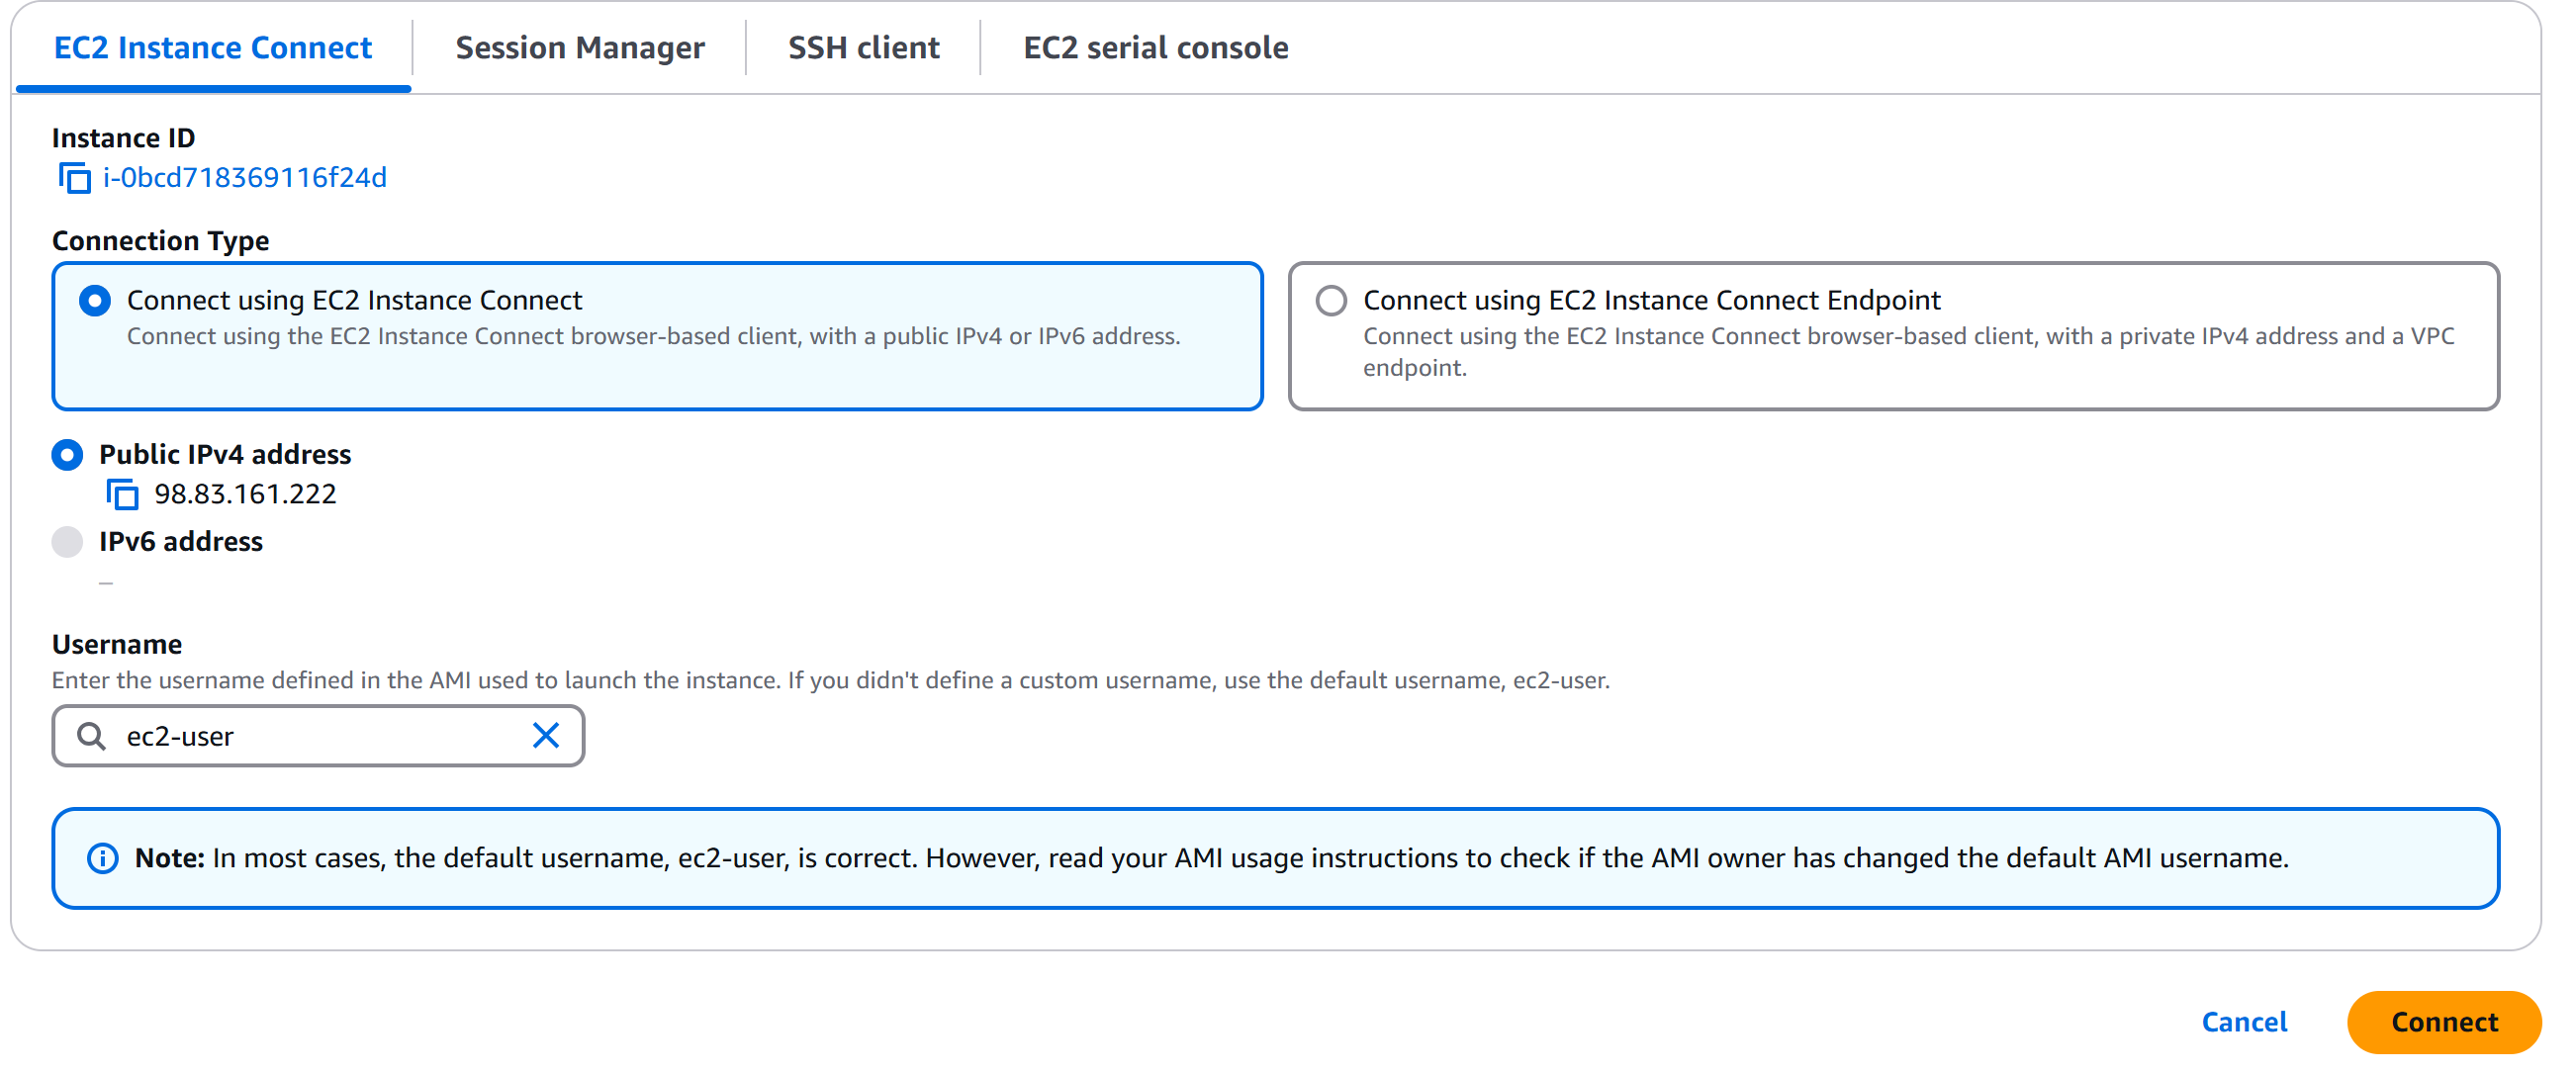 EC2 Instance Connect
Session Manager
SSH client
EC2 serial console
Instance ID
i-0bcd718369116f24d
Connection Type
Connect using EC2 Instance Connect
Connect using the EC2 Instance Connect browser-based client, with a public IPv4 or IPv6 address.
Connect using EC2 Instance Connect Endpoint
Connect using the EC2 Instance Connect browser-based client, with a private IPv4 address and a VPC
endpoint.
Public IPv4 address
98.83.161.222
IPv6 address
–
Username
Enter the username defined in the AMI used to launch the instance. If you didn't define a custom username, use the default username, ec2-user.
ec2-user
Note: In most cases, the default username, ec2-user, is correct. However, read your AMI usage instructions to check if the AMI owner has changed the default AMI username.
Cancel
Connect